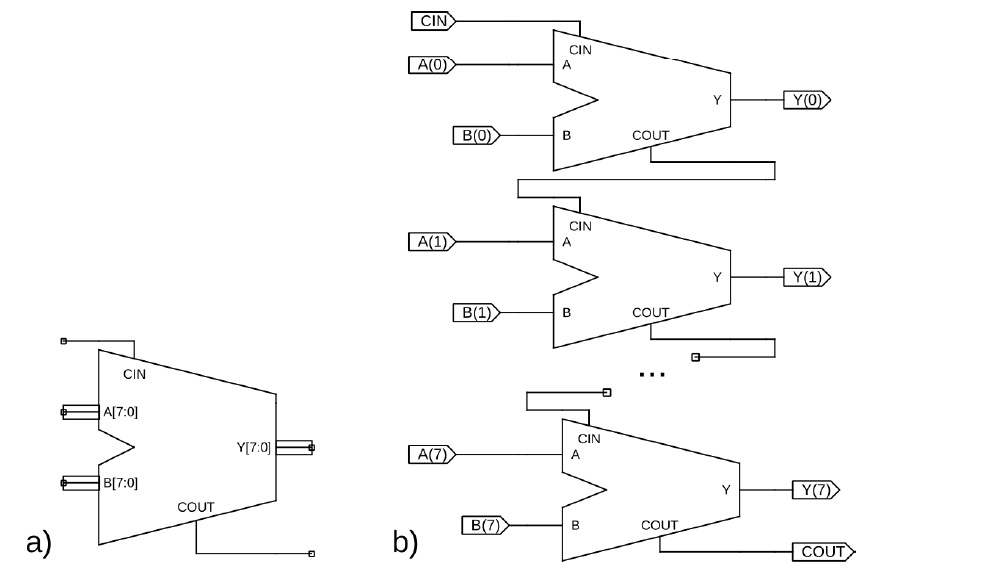 CIN
A[7:0]
B[7:0]
Y[7:0]
COUT
a)
CIN
CIN
A(0)
A
Y
Y(0)
B(0)
B
COUT
CIN
A(1)
A
Y
Y(1)
B(1)
B
COUT
...
CIN
A(7)
A
Y
Y(7)
B(7)
B
COUT
COUT
b)